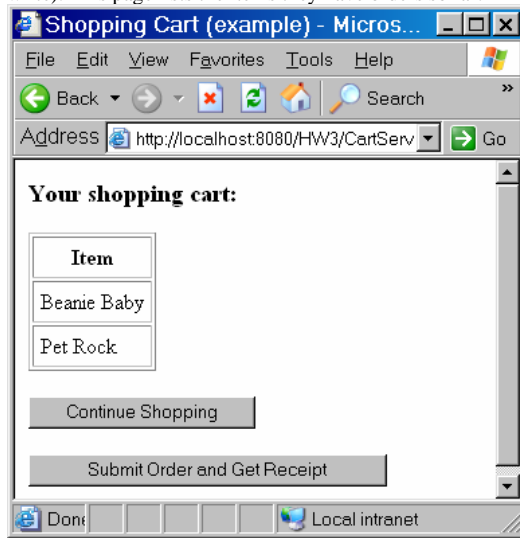 Shopping Cart (example) - Micros...
File Edit View Favorites Tools Help
Back Search »
Address http://localhost:8080/HW3/CartServ Go
Your shopping cart:
Item
Beanie Baby
Pet Rock
Continue Shopping
Submit Order and Get Receipt
Done Local intranet